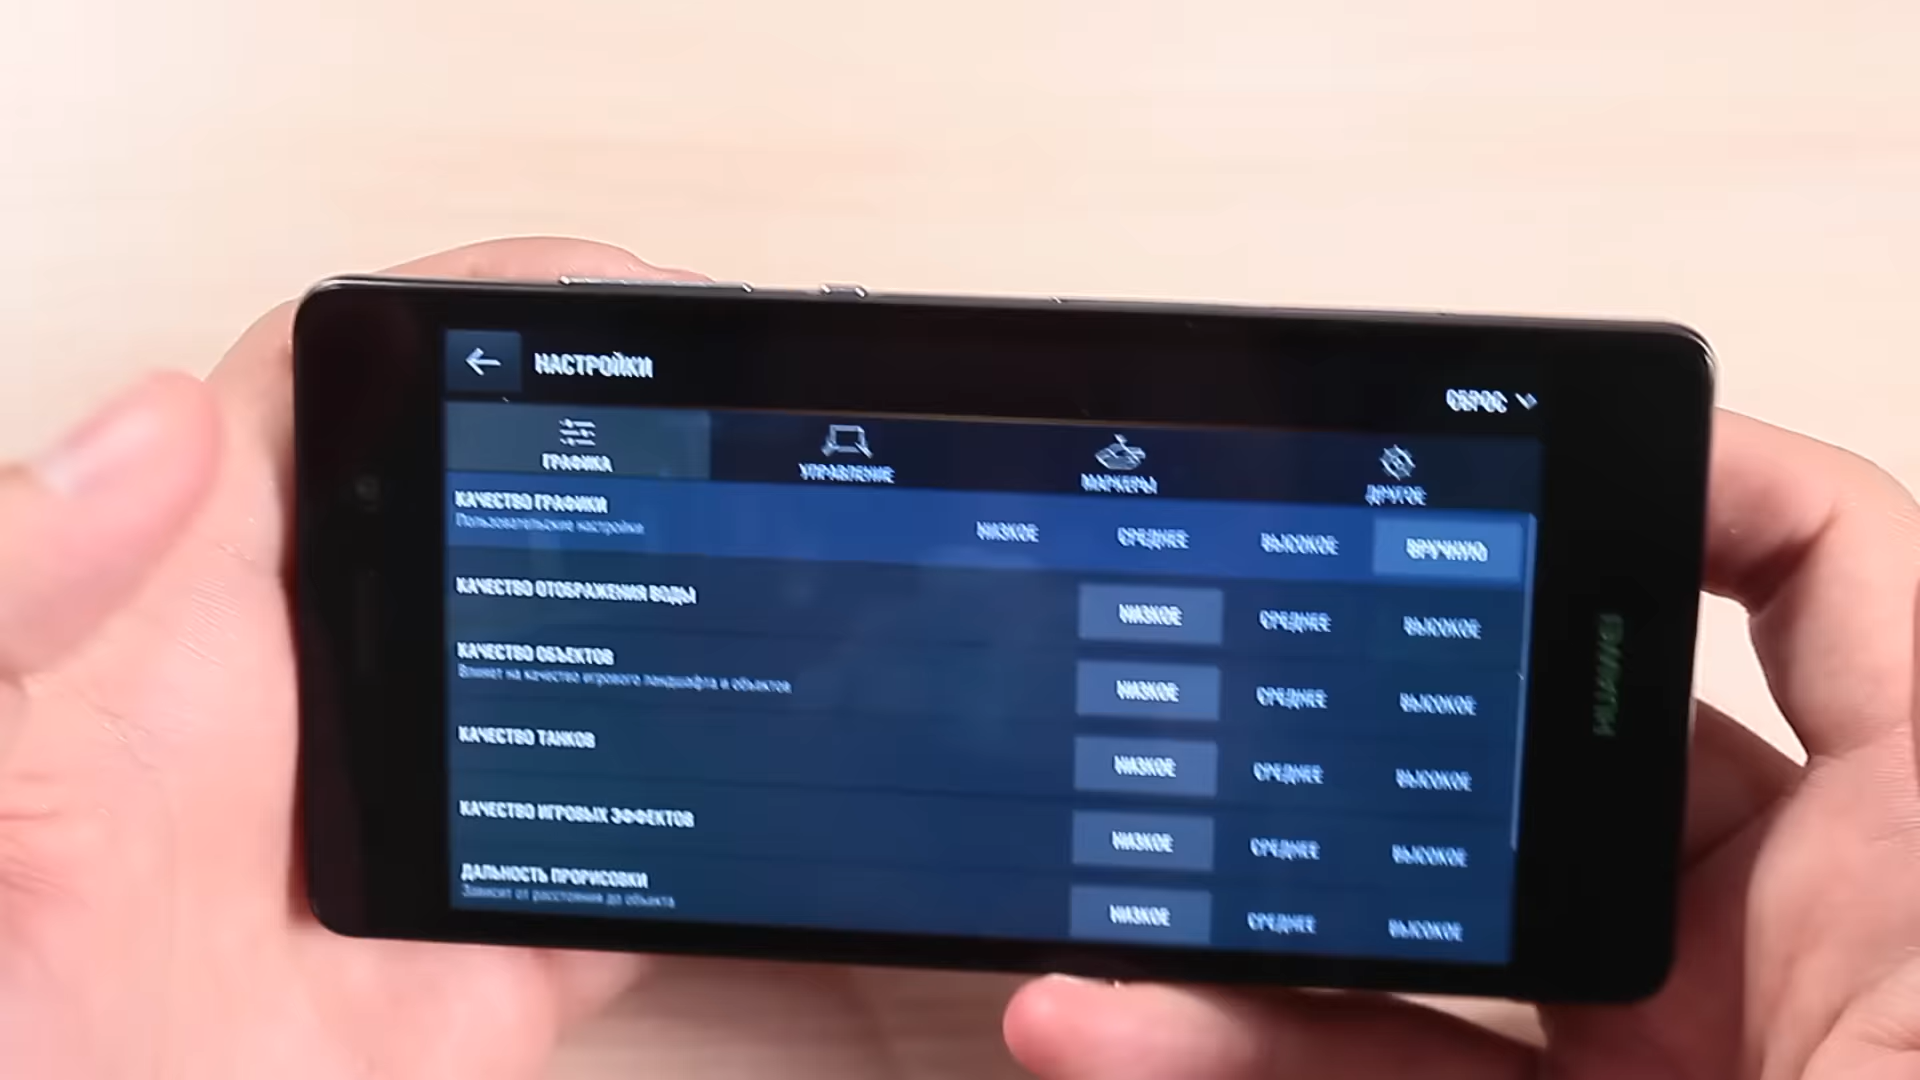 НАСТРОЙКИ
СБРОС
ГРАФИКА
УПРАВЛЕНИЕ
МАРКЕРЫ
ДРУГОЕ
КАЧЕСТВО ГРАФИКИ
Пользовательские настройки
НИЗКОЕ СРЕДНЕЕ ВЫСОКОЕ ВРУЧНУЮ
КАЧЕСТВО ОТОБРАЖЕНИЯ ВОДЫ
НИЗКОЕ СРЕДНЕЕ ВЫСОКОЕ
КАЧЕСТВО ОБЪЕКТОВ
Влияет на качество игрового ландшафта и объектов
НИЗКОЕ СРЕДНЕЕ ВЫСОКОЕ
КАЧЕСТВО ТАНКОВ
НИЗКОЕ СРЕДНЕЕ ВЫСОКОЕ
КАЧЕСТВО ИГРОВЫХ ЭФФЕКТОВ
НИЗКОЕ СРЕДНЕЕ ВЫСОКОЕ
ДАЛЬНОСТЬ ПРОРИСОВКИ
Зависит от расстояния до объекта
НИЗКОЕ СРЕДНЕЕ ВЫСОКОЕ
HUAWEI